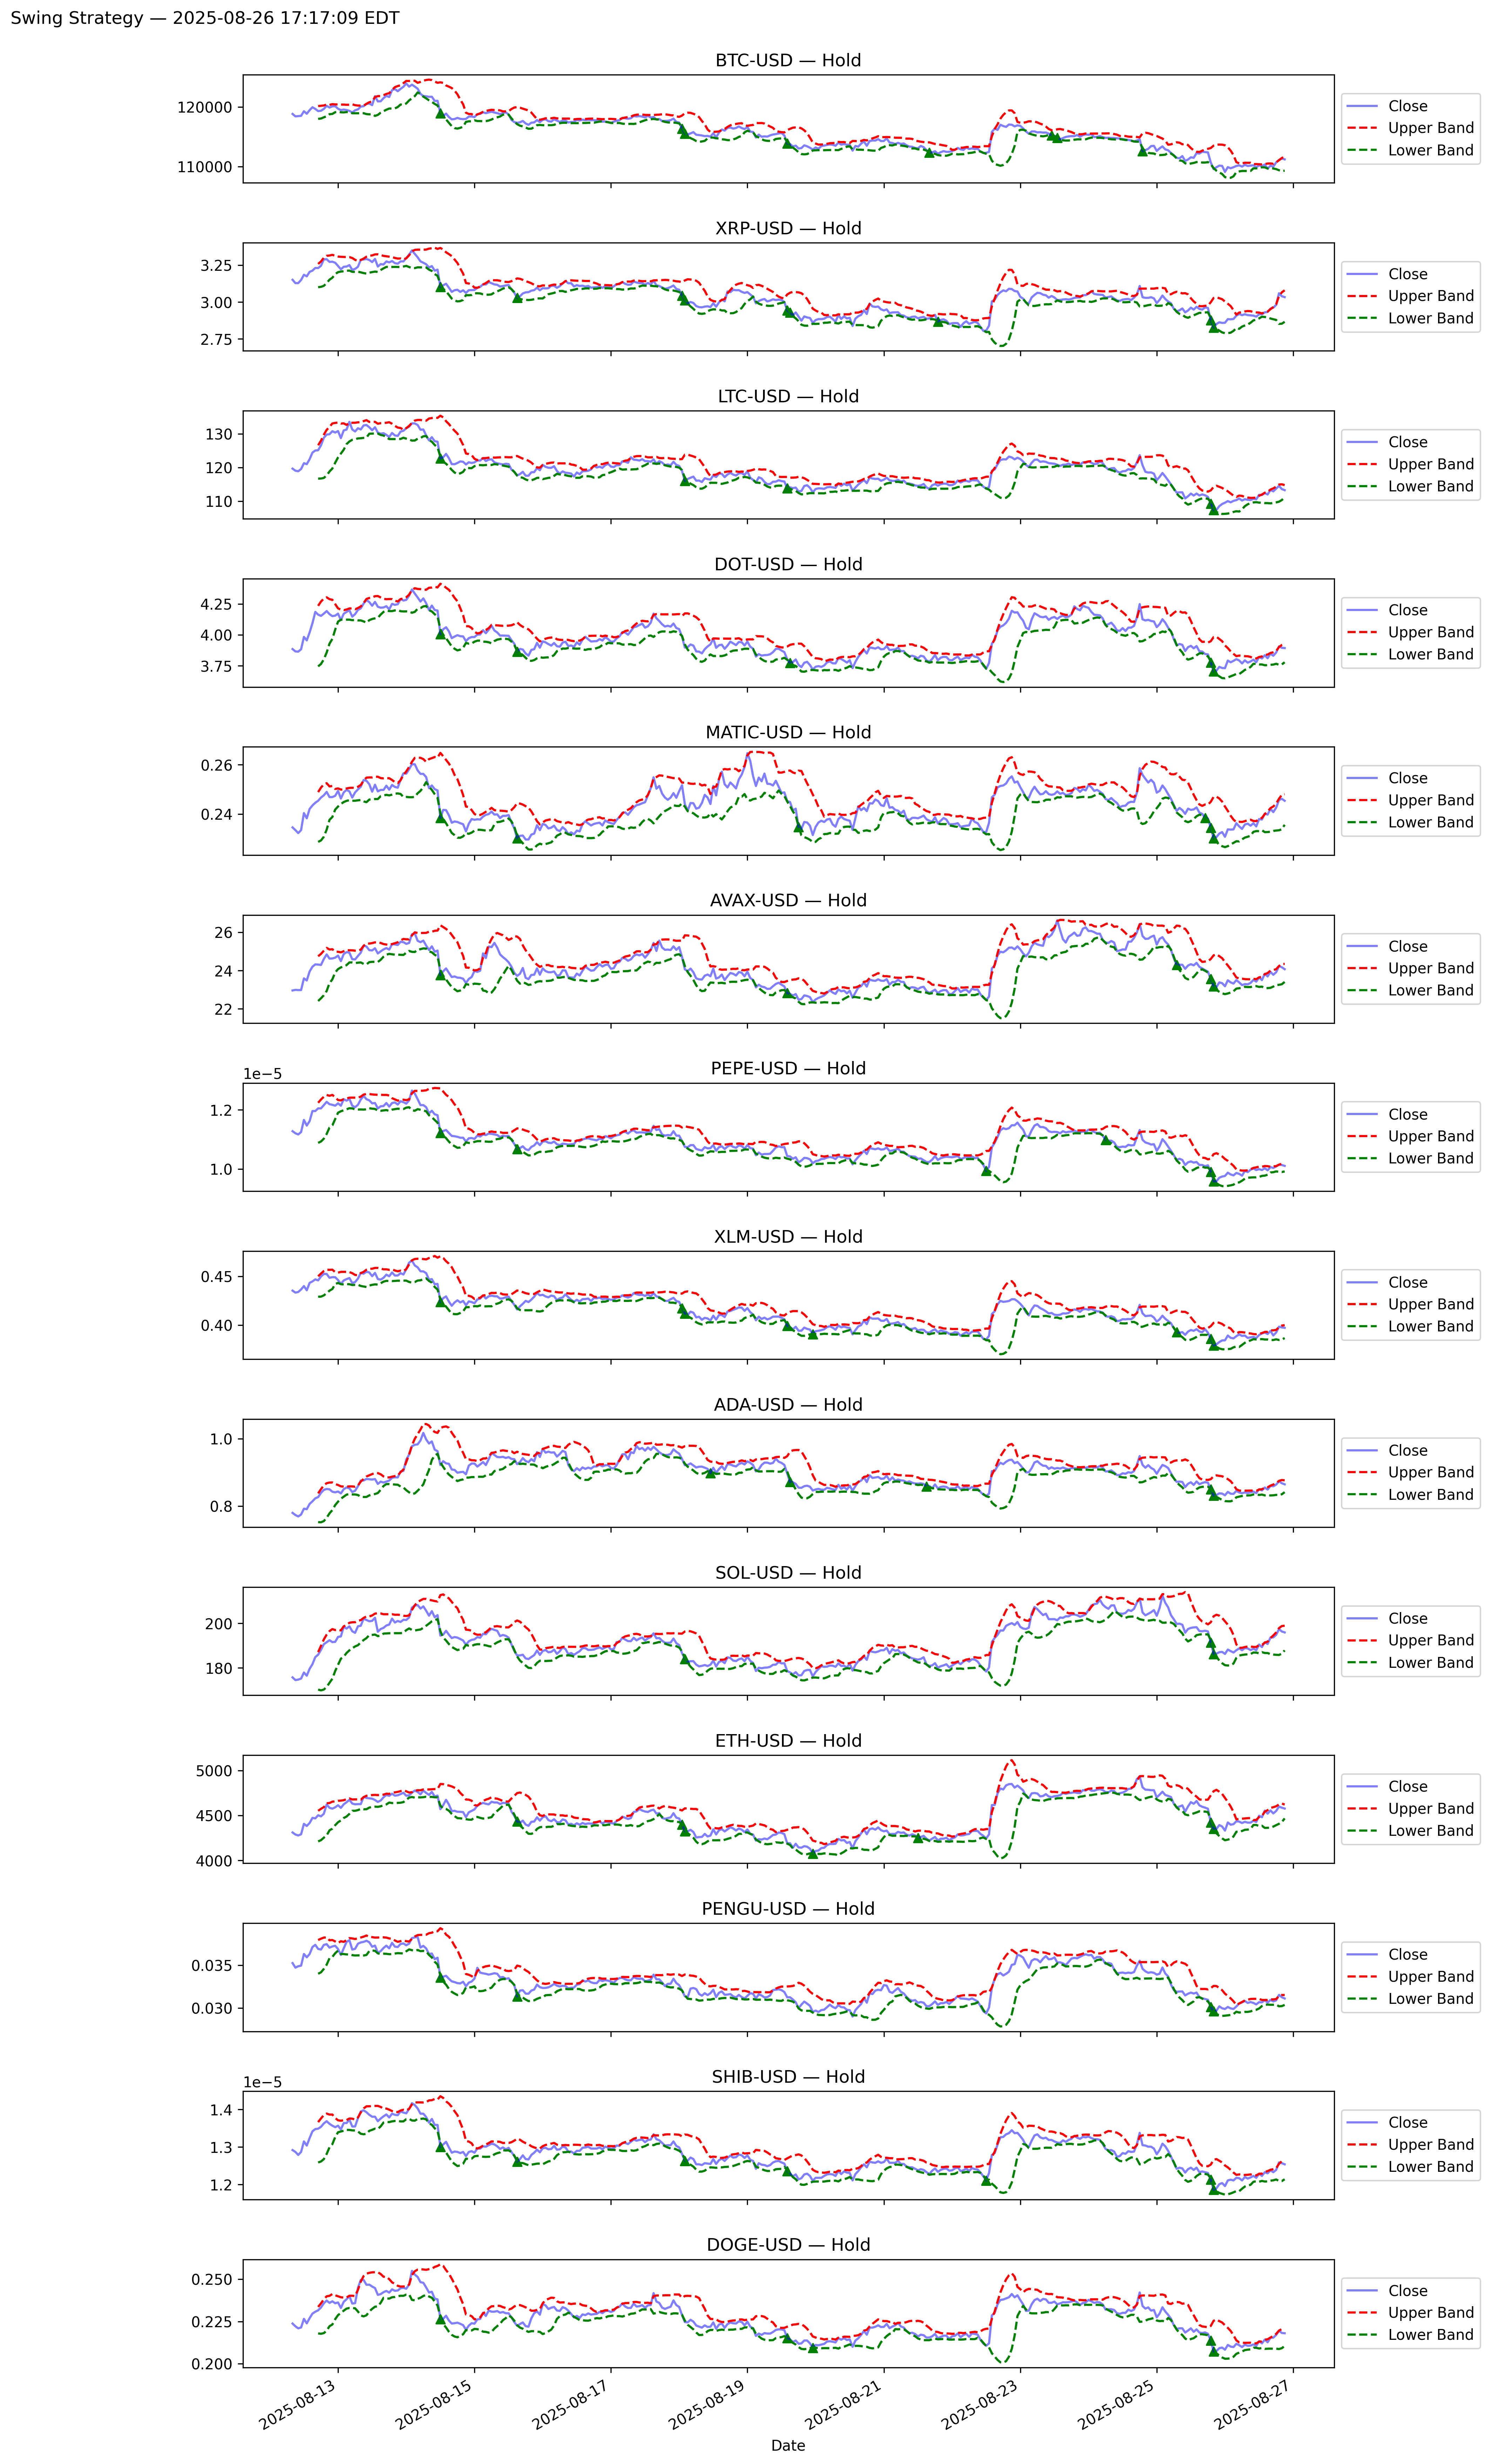 Swing Strategy — 2025-08-26 17:17:09 EDT
BTC-USD — Hold
120000
110000
Close
Upper Band
Lower Band
XRP-USD — Hold
3.25
3.00
2.75
Close
Upper Band
Lower Band
LTC-USD — Hold
130
120
110
Close
Upper Band
Lower Band
DOT-USD — Hold
4.25
4.00
3.75
Close
Upper Band
Lower Band
MATIC-USD — Hold
0.26
0.24
Close
Upper Band
Lower Band
AVAX-USD — Hold
26
24
22
Close
Upper Band
Lower Band
PEPE-USD — Hold
1e−5
1.2
1.0
Close
Upper Band
Lower Band
XLM-USD — Hold
0.45
0.40
Close
Upper Band
Lower Band
ADA-USD — Hold
1.0
0.8
Close
Upper Band
Lower Band
SOL-USD — Hold
200
180
Close
Upper Band
Lower Band
ETH-USD — Hold
5000
4500
4000
Close
Upper Band
Lower Band
PENGU-USD — Hold
0.035
0.030
Close
Upper Band
Lower Band
SHIB-USD — Hold
1e−5
1.4
1.3
1.2
Close
Upper Band
Lower Band
DOGE-USD — Hold
0.250
0.225
0.200
Close
Upper Band
Lower Band
2025-08-13
2025-08-15
2025-08-17
2025-08-19
2025-08-21
2025-08-23
2025-08-25
2025-08-27
Date